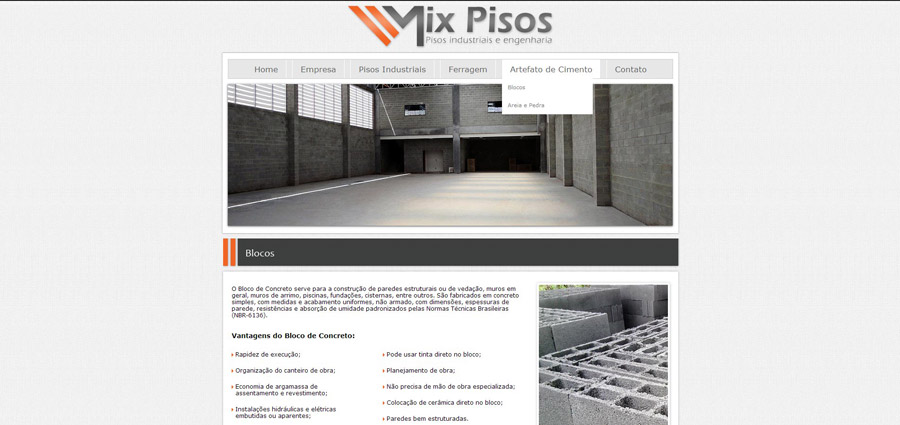 Mix Pisos
Pisos industriais e engenharia
Home Empresa Pisos Industriais Ferragem Artefato de Cimento Contato
Blocos
Areia e Pedra
Blocos
O Bloco de Concreto serve para a construção de paredes estruturais ou de vedação, muros em
geral, muros de arrimo, piscinas, fundações, cisternas, entre outros. São fabricados em concreto
simples, com medidas e acabamento uniformes, não armado, com dimensões, espessuras de
parede, resistências e absorção de umidade padronizados pelas Normas Técnicas Brasileiras
(NBR-6136).
Vantagens do Bloco de Concreto:
Rapidez de execução;
Organização do canteiro de obra;
Economia de argamassa de
assentamento e revestimento;
Instalações hidráulicas e elétricas
embutidas ou aparentes;
Pode usar tinta direto no bloco;
Planejamento de obra;
Não precisa de mão de obra especializada;
Colocação de cerâmica direto no bloco;
Paredes bem estruturadas.